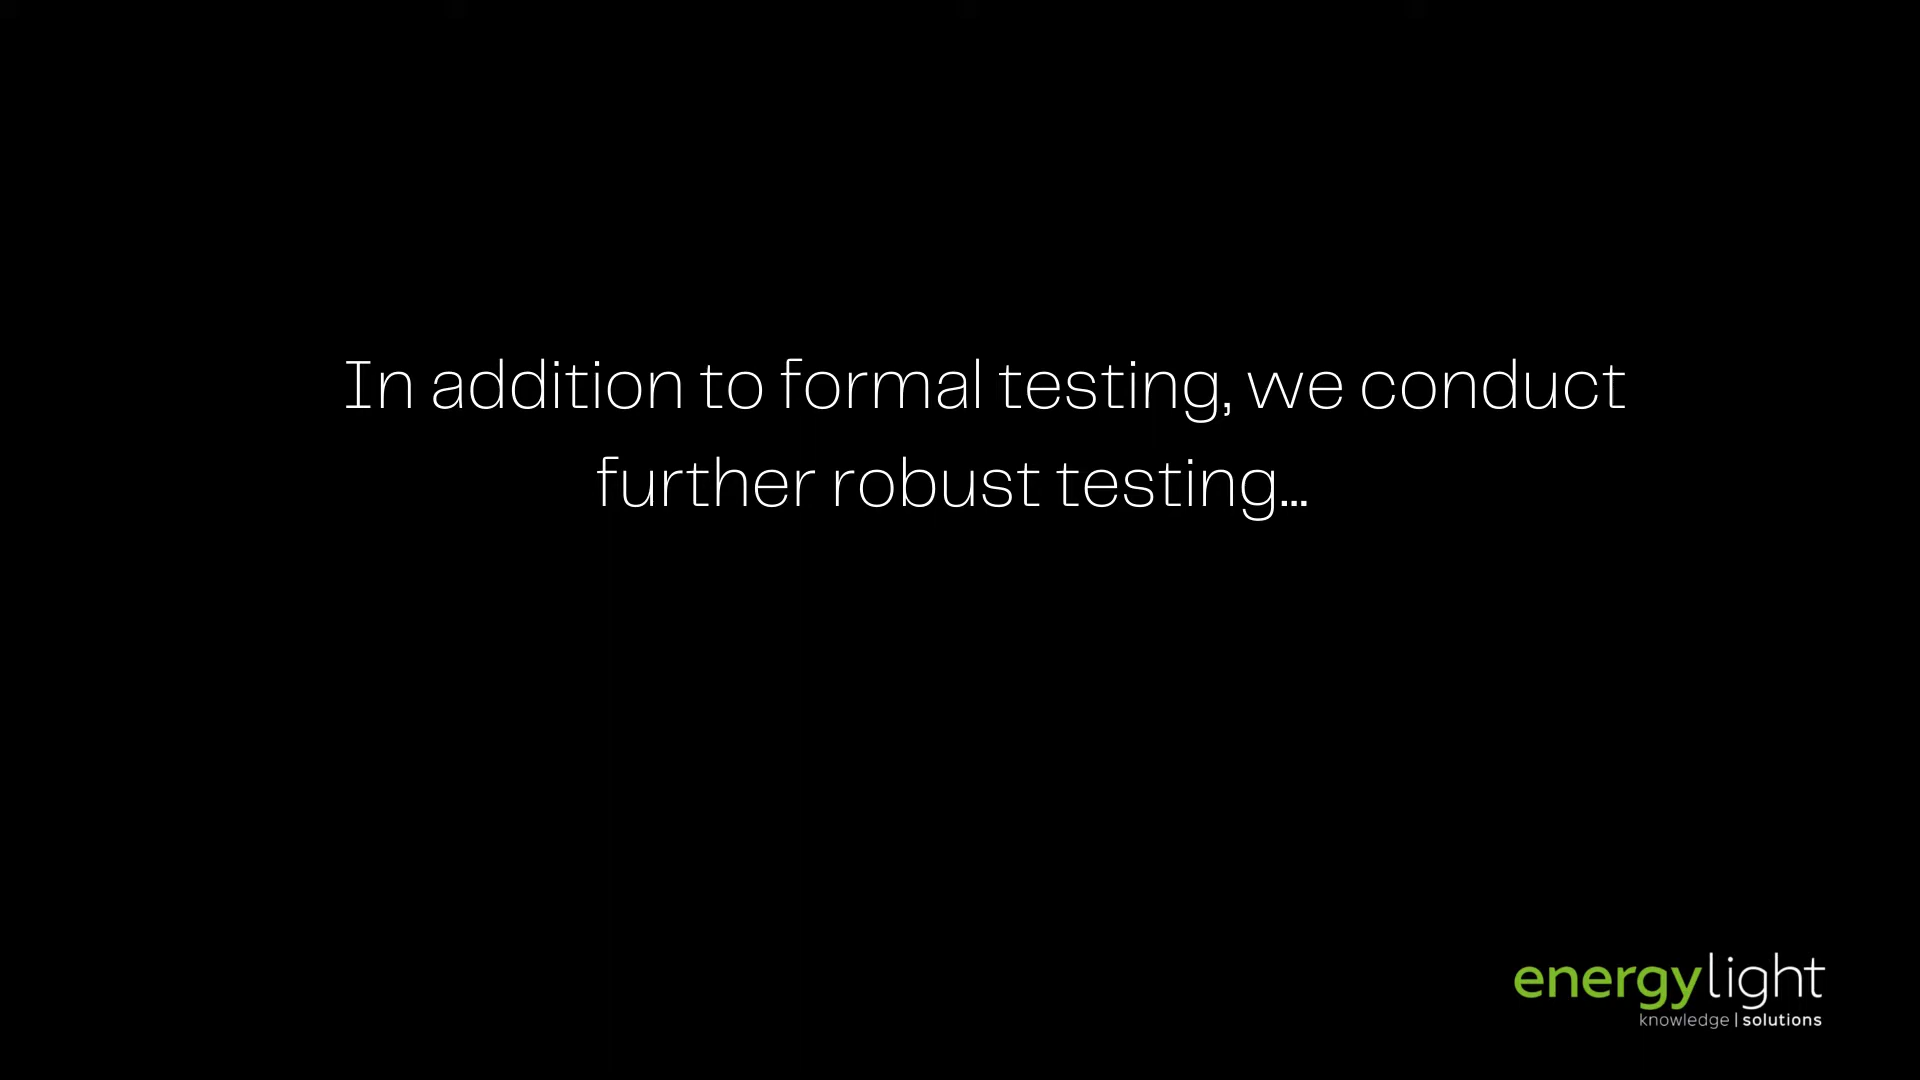 In addition to formal testing, we conduct
further robust testing...
energylight
knowledge | solutions